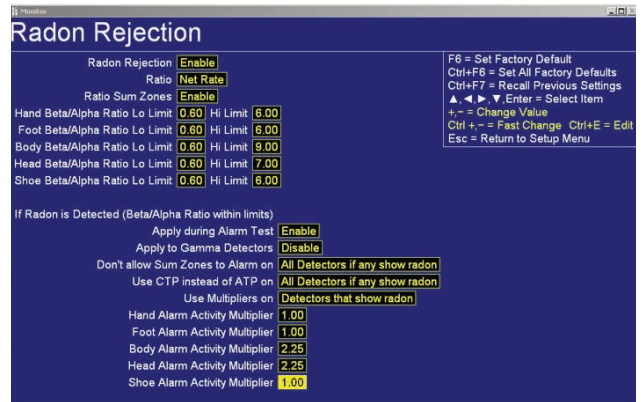 Monitor
Radon Rejection
Radon Rejection Enable
Ratio Net Rate
Ratio Sum Zones Enable
Hand Beta/Alpha Ratio Lo Limit 0.60 Hi Limit 6.00
Foot Beta/Alpha Ratio Lo Limit 0.60 Hi Limit 6.00
Body Beta/Alpha Ratio Lo Limit 0.60 Hi Limit 9.00
Head Beta/Alpha Ratio Lo Limit 0.60 Hi Limit 7.00
Shoe Beta/Alpha Ratio Lo Limit 0.60 Hi Limit 6.00
F6 = Set Factory Default
Ctrl+F6 = Set All Factory Defaults
Ctrl+F7 = Recall Previous Settings
▲,◄,►,▼,Enter = Select Item
+,− = Change Value
Ctrl +,− = Fast Change Ctrl+E = Edit
Esc = Return to Setup Menu
If Radon is Detected (Beta/Alpha Ratio within limits)
Apply during Alarm Test Enable
Apply to Gamma Detectors Disable
Don't allow Sum Zones to Alarm on All Detectors if any show radon
Use CTP instead of ATP on All Detectors if any show radon
Use Multipliers on Detectors that show radon
Hand Alarm Activity Multiplier 1.00
Foot Alarm Activity Multiplier 1.00
Body Alarm Activity Multiplier 2.25
Head Alarm Activity Multiplier 2.25
Shoe Alarm Activity Multiplier 1.00